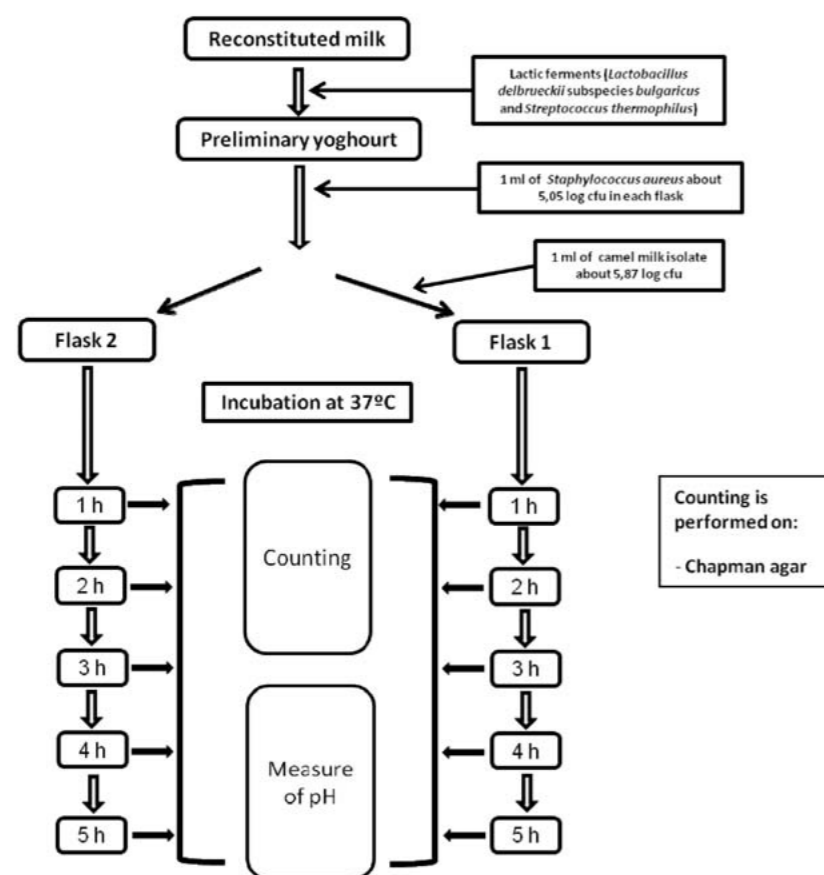 Reconstituted milk
Lactic ferments (Lactobacillus
delbrueckii subspecies bulgaricus
and Streptococcus thermophilus)
Preliminary yoghourt
1 ml of Staphylococcus aureus about
5,05 log cfu in each flask
1 ml of camel milk isolate
about 5,87 log cfu
Flask 2
Flask 1
Incubation at 37ºC
1 h
1 h
Counting is
performed on:
- Chapman agar
Counting
2 h
2 h
3 h
3 h
4 h
4 h
Measure
of pH
5 h
5 h